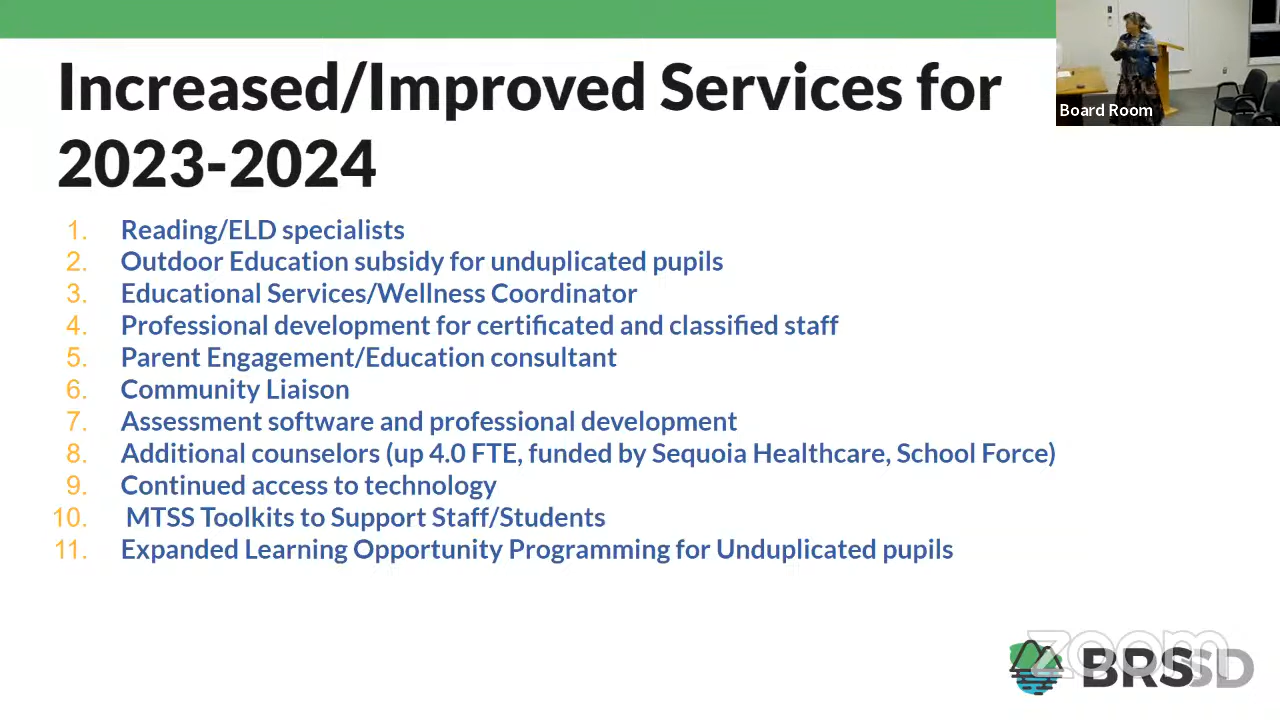 Increased/Improved Services for
2023-2024
Board Room
1. Reading/ELD specialists
2. Outdoor Education subsidy for unduplicated pupils
3. Educational Services/Wellness Coordinator
4. Professional development for certificated and classified staff
5. Parent Engagement/Education consultant
6. Community Liaison
7. Assessment software and professional development
8. Additional counselors (up 4.0 FTE, funded by Sequoia Healthcare, School Force)
9. Continued access to technology
10. MTSS Toolkits to Support Staff/Students
11. Expanded Learning Opportunity Programming for Unduplicated pupils
zoom
BRSSD